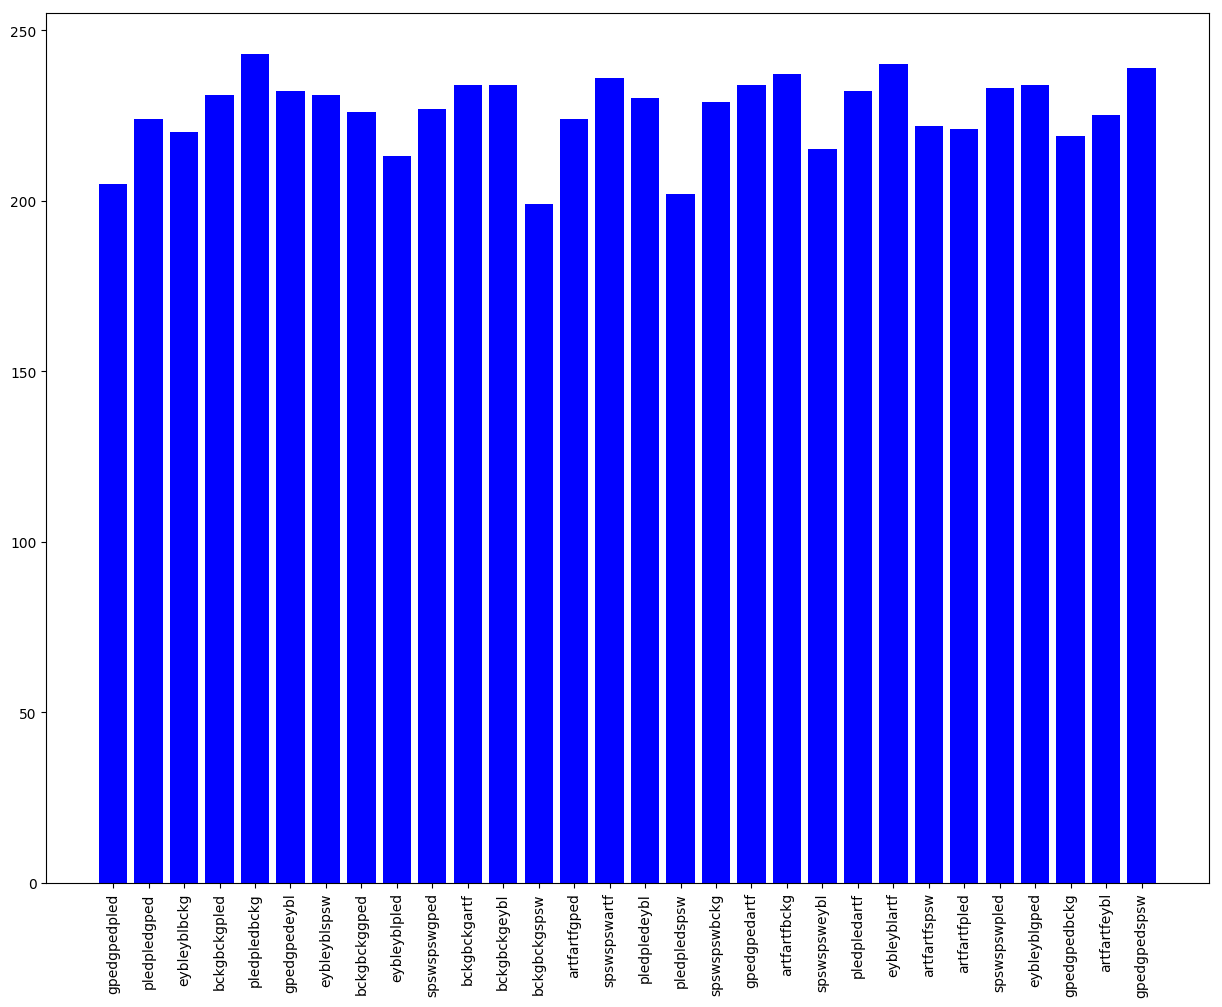 250
200
150
100
50
0
gpedgpedpled
pledpledgped
eybleyblbckg
bckgbckgpled
pledpledbckg
gpedgpedeybl
eybleyblspsw
bckgbckggped
eybleyblpled
spswspswgped
bckgbckgartf
bckgbckgeybl
bckgbckgspsw
artfartfgped
spswspswartf
pledpledeybl
pledpledspsw
spswspswbckg
gpedgpedartf
artfartfbckg
spswspsweybl
pledpledartf
eybleyblartf
artfartfspsw
artfartfpled
spswspswpled
eybleyblgped
gpedgpedbckg
artfartfeybl
gpedgpedspsw